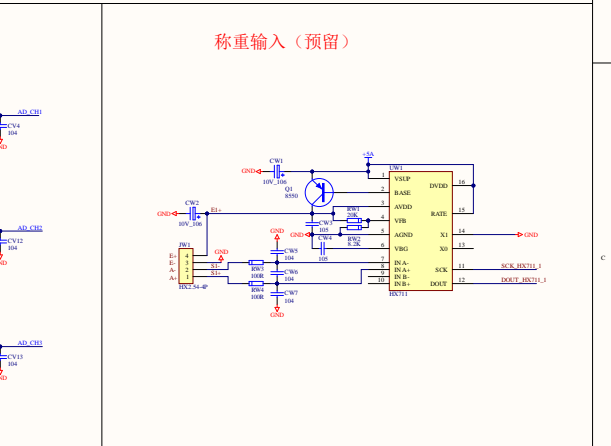 称重输入（预留）
AD_CH1
CV4
104
AD_CH2
CV12
104
AD_CH3
CV13
104
+5A
CW1
GND
10V_106
Q1
8550
CW2
GND
E1+
10V_106
UW1
1 VSUP
2 BASE
3 AVDD
4 VFB
5 AGND
6 VBG
7 IN A-
8 IN A+
9 IN B-
10 IN B+
DVDD 16
RATE 15
X1 14
X0 13
SCK 11
DOUT 12
HX711
GND
SCK_HX711_1
DOUT_HX711_1
RW1
20K
RW2
8.2K
CW3
105
GND
CW4
105
JW1
E+ 4
E- 3
A- 2
A+ 1
HX2.54-4P
GND
S1-
S1+
RW3
100R
RW4
100R
GND
CW5
104
CW6
104
CW7
104
GND
C